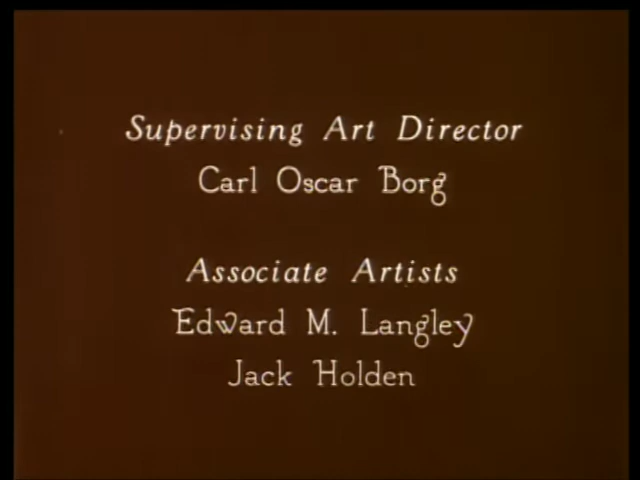 Supervising Art Director
Carl Oscar Borg
Associate Artists
Edward M. Langley
Jack Holden